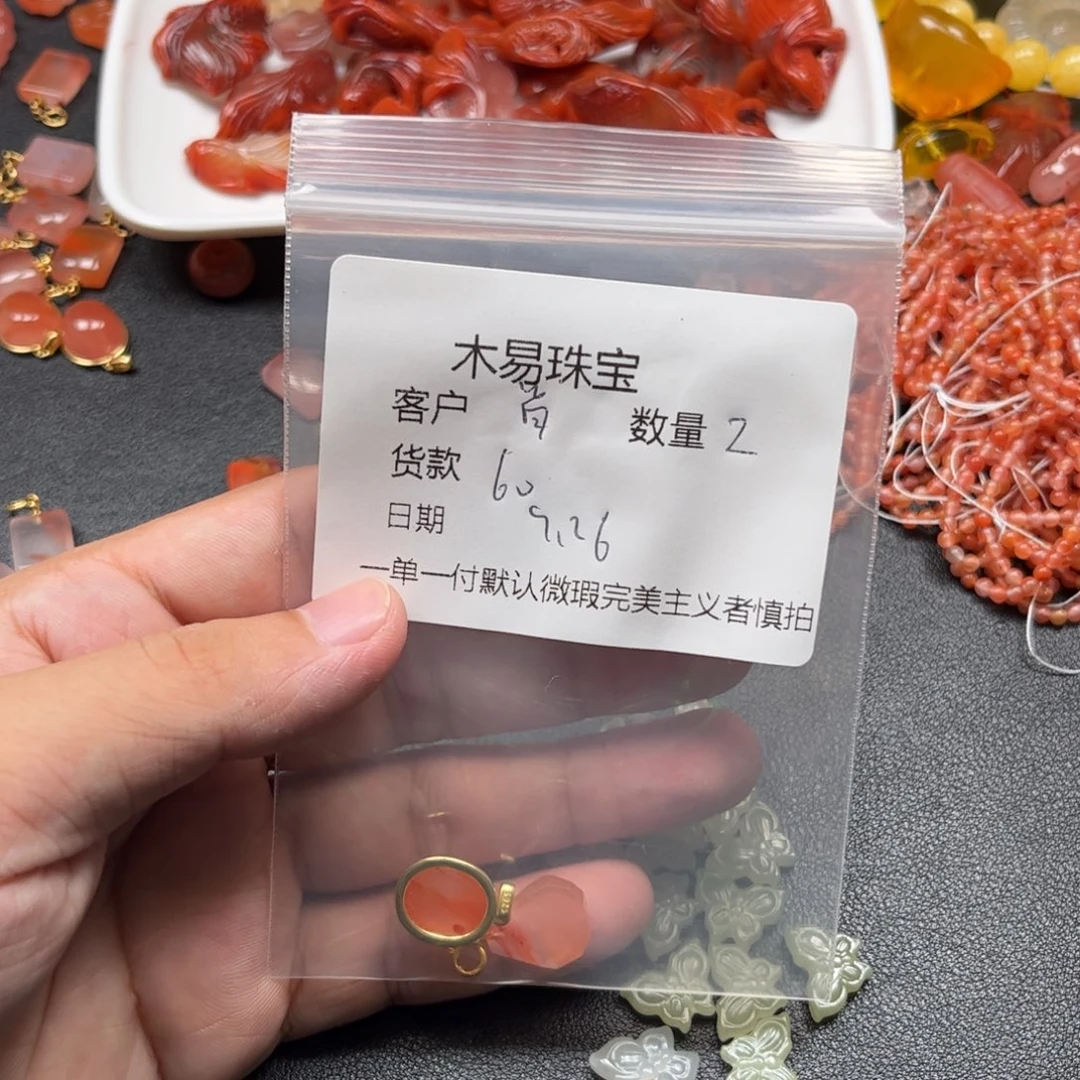 木易珠宝
客户 肖 数量 2
货款 60
日期 9.26
一单一付默认微瑕完美主义者慎拍